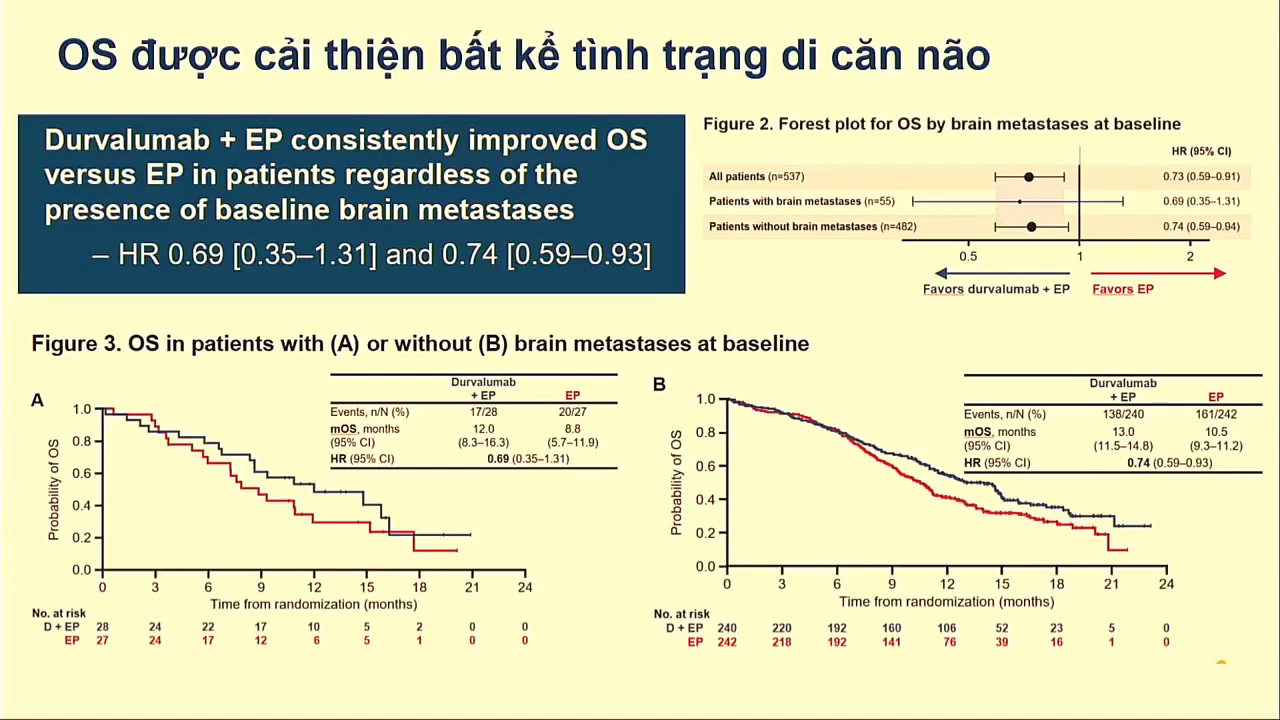 OS được cải thiện bất kể tình trạng di căn não
Durvalumab + EP consistently improved OS
versus EP in patients regardless of the
presence of baseline brain metastases
– HR 0.69 [0.35–1.31] and 0.74 [0.59–0.93]
Figure 2. Forest plot for OS by brain metastases at baseline
HR (95% CI)
All patients (n=537) 0.73 (0.59–0.91)
Patients with brain metastases (n=55) 0.69 (0.35–1.31)
Patients without brain metastases (n=482) 0.74 (0.59–0.94)
0.5 1 2
Favors durvalumab + EP Favors EP
Figure 3. OS in patients with (A) or without (B) brain metastases at baseline
A
Durvalumab
+ EP EP
Events, n/N (%) 17/28 20/27
mOS, months 12.0 8.8
(95% CI) (8.3–16.3) (5.7–11.9)
HR (95% CI) 0.69 (0.35–1.31)
Probability of OS
1.0
0.8
0.6
0.4
0.2
0.0
0 3 6 9 12 15 18 21 24
Time from randomization (months)
No. at risk
D + EP 28 24 22 17 10 5 2 0 0
EP 27 24 17 12 6 5 1 0 0
B
Durvalumab
+ EP EP
Events, n/N (%) 138/240 161/242
mOS, months 13.0 10.5
(95% CI) (11.5–14.8) (9.3–11.2)
HR (95% CI) 0.74 (0.59–0.93)
Probability of OS
1.0
0.8
0.6
0.4
0.2
0.0
0 3 6 9 12 15 18 21 24
Time from randomization (months)
No. at risk
D + EP 240 220 192 160 106 52 23 5 0
EP 242 218 192 141 76 39 16 1 0